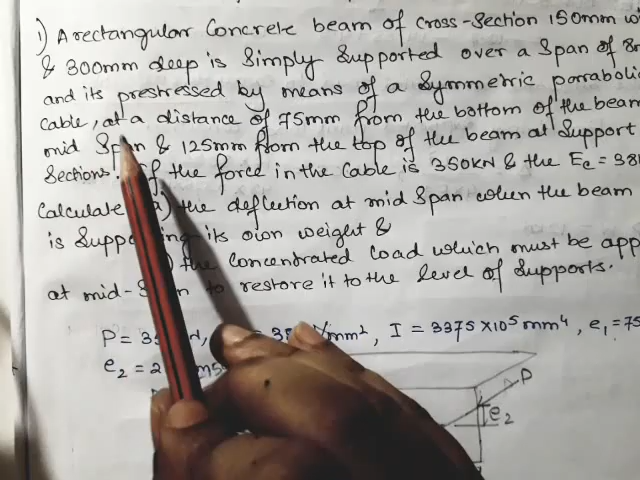 1) A rectangular Concrete beam of cross-Section 150mm
& 300mm deep is Simply Supported over a Span of
and its prestressed by means of a Symmetric parabolic
Cable, at a distance of 75mm from the bottom of the beam
mid Span & 125mm from the top of the beam at Support
Sections. If the force in the Cable is 350KN & the Ec = 38
Calculate a) the deflection at mid Span when the beam
is Supporting its own weight &
the Concentrated Load which must be app
at mid-Span to restore it to the level of Supports.
P = 35 N, 38 N/mm², I = 3375 X 10⁵ mm⁴, e₁ = 75
e₂ = 2
P
e₂